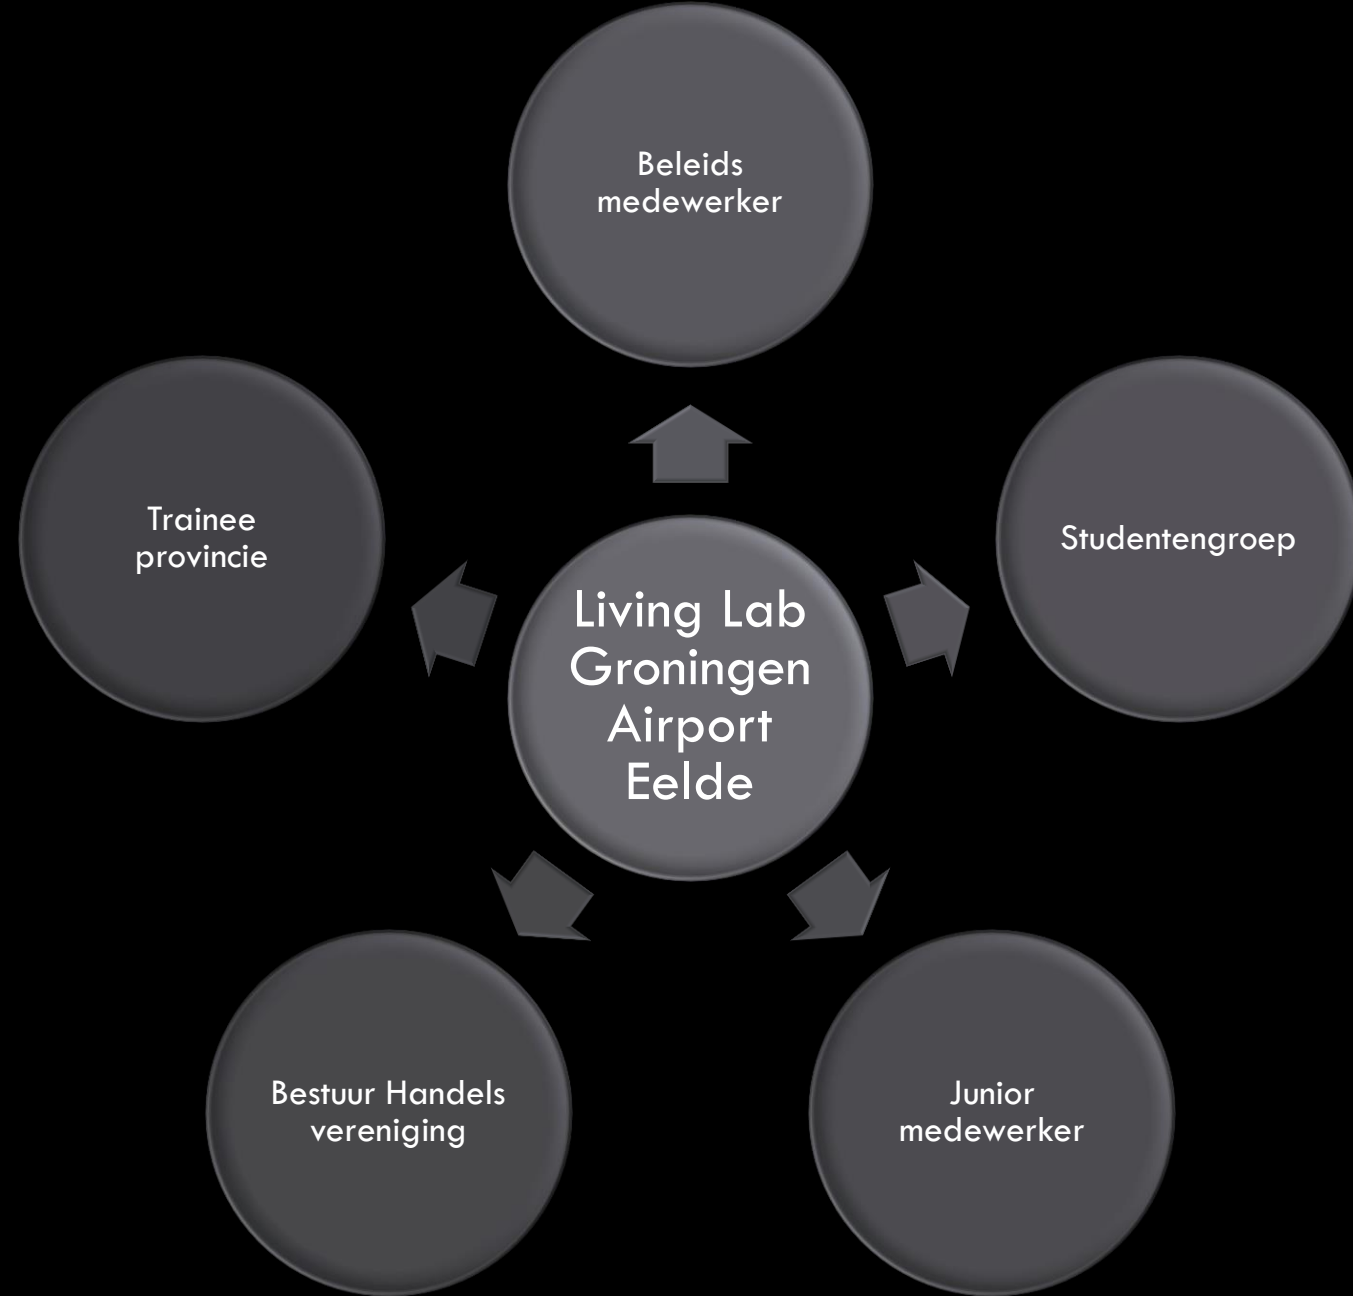 Beleids
medewerker
Trainee
provincie
Studentengroep
Living Lab
Groningen
Airport
Eelde
Bestuur Handels
vereniging
Junior
medewerker